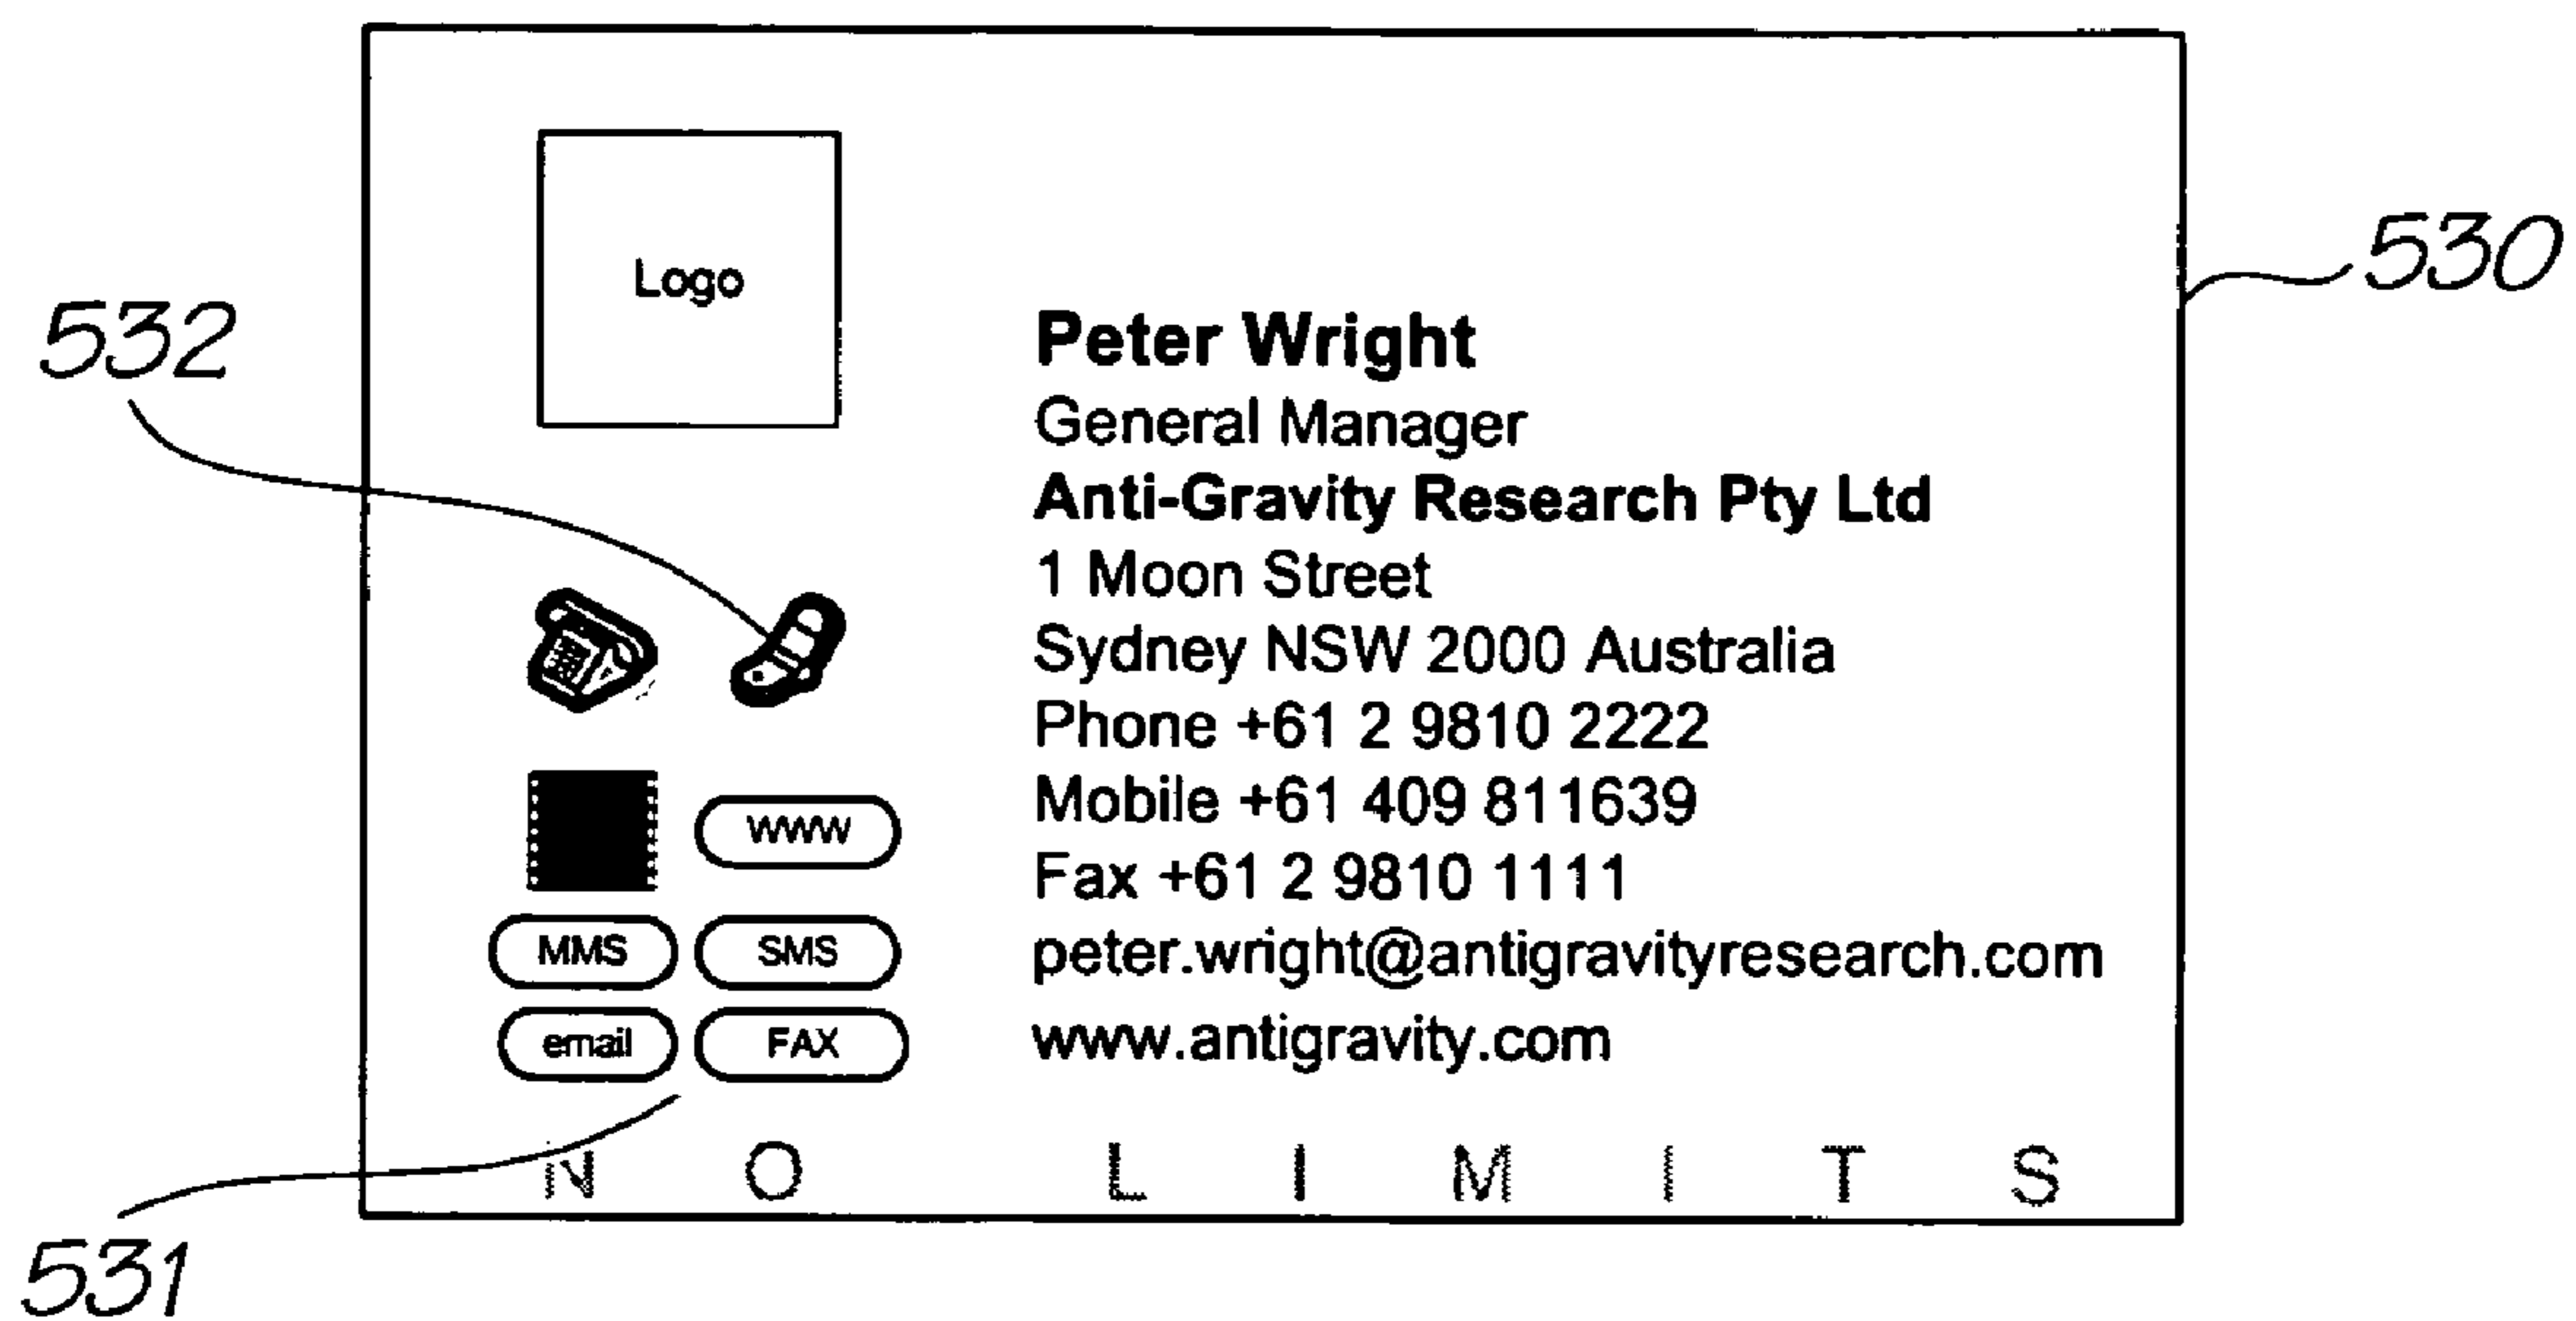 Logo
530
532
Peter Wright
General Manager
Anti-Gravity Research Pty Ltd
1 Moon Street
Sydney NSW 2000 Australia
Phone +61 2 9810 2222
Mobile +61 409 811639
Fax +61 2 9810 1111
peter.wright@antigravityresearch.com
www.antigravity.com
WWW
MMS SMS
email FAX
NO LIMITS
531